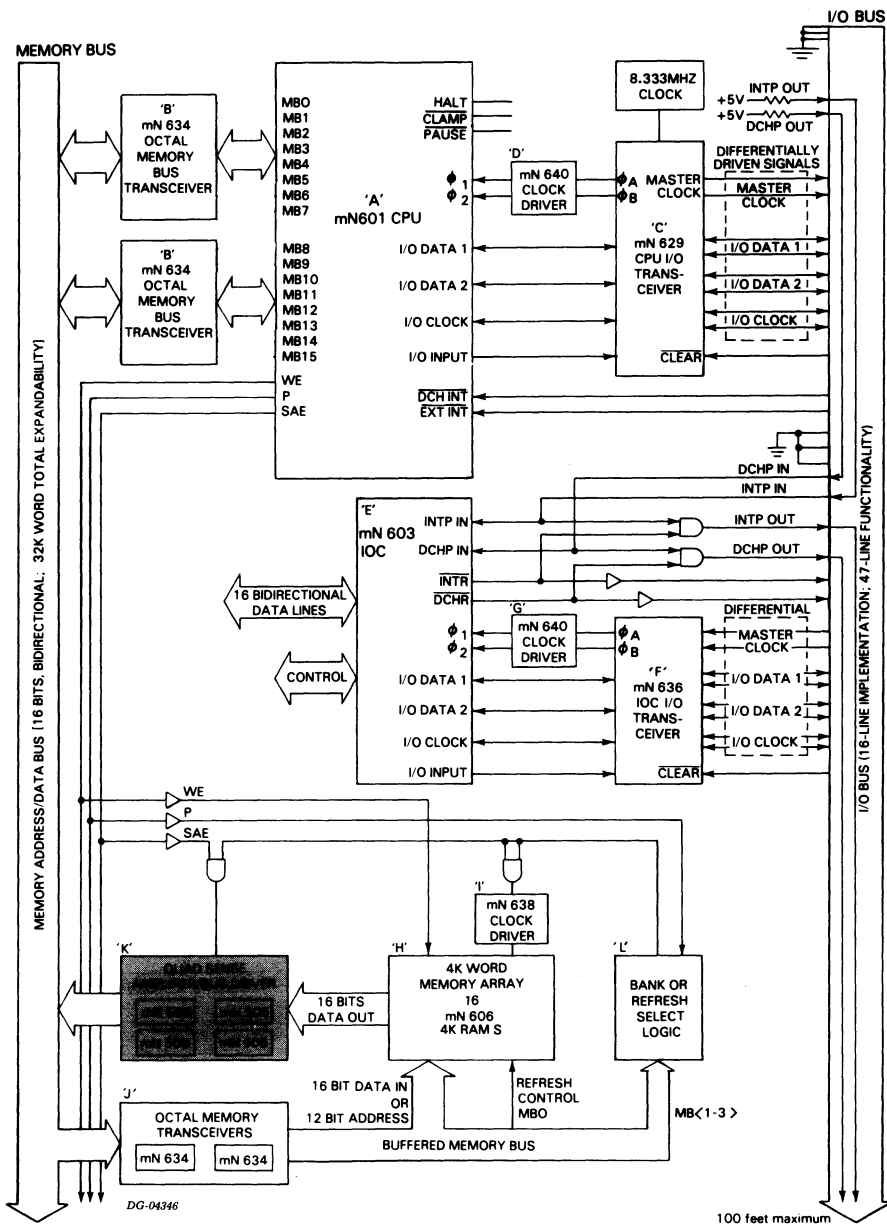 I/O BUS
MEMORY BUS
'B'
mN 634
OCTAL
MEMORY
BUS
TRANSCEIVER
MB0
MB1
MB2
MB3
MB4
MB5
MB6
MB7
'A'
mN601 CPU
HALT
CLAMP
PAUSE
ϕ 1
ϕ 2
'D'
mN 640
CLOCK
DRIVER
8.333MHZ
CLOCK
INTP OUT
+5V
+5V
DCHP OUT
DIFFERENTIALLY
DRIVEN SIGNALS
ϕA
ϕB
MASTER
CLOCK
MASTER
CLOCK
'C'
mN 629
CPU I/O
TRANS-
CEIVER
'B'
mN 634
OCTAL
MEMORY
BUS
TRANSCEIVER
MB8
MB9
MB10
MB11
MB12
MB13
MB14
MB15
I/O DATA 1
I/O DATA 1
I/O DATA 2
I/O DATA 2
I/O CLOCK
I/O CLOCK
I/O INPUT
CLEAR
WE
P
SAE
DCH INT
EXT INT
DCHP IN
INTP IN
'E'
mN 603
IOC
INTP IN
INTP OUT
DCHP IN
DCHP OUT
INTR
DCHR
16 BIDIRECTIONAL
DATA LINES
CONTROL
ϕ 1
ϕ 2
'G'
mN 640
CLOCK
DRIVER
ϕA
ϕB
DIFFERENTIAL
MASTER
CLOCK
'F'
mN 636
IOC I/O
TRANS-
CEIVER
I/O DATA 1
I/O DATA 1
I/O DATA 2
I/O DATA 2
I/O CLOCK
I/O CLOCK
I/O INPUT
CLEAR
MEMORY ADDRESS/DATA BUS [16 BITS, BIDIRECTIONAL; 32K WORD TOTAL EXPANDABILITY]
I/O BUS (16-LINE IMPLEMENTATION; 47-LINE FUNCTIONALITY)
WE
P
SAE
'I'
mN 638
CLOCK
DRIVER
'K'
QUAD SENSE
16 BITS
DATA OUT
'H'
4K WORD
MEMORY ARRAY
16
mN 606
4K RAM S
'L'
BANK OR
REFRESH
SELECT
LOGIC
'J'
OCTAL MEMORY
TRANSCEIVERS
mN 634
mN 634
16 BIT DATA IN
OR
12 BIT ADDRESS
REFRESH
CONTROL
MB0
MB<1-3>
BUFFERED MEMORY BUS
DG-04346
100 feet maximum